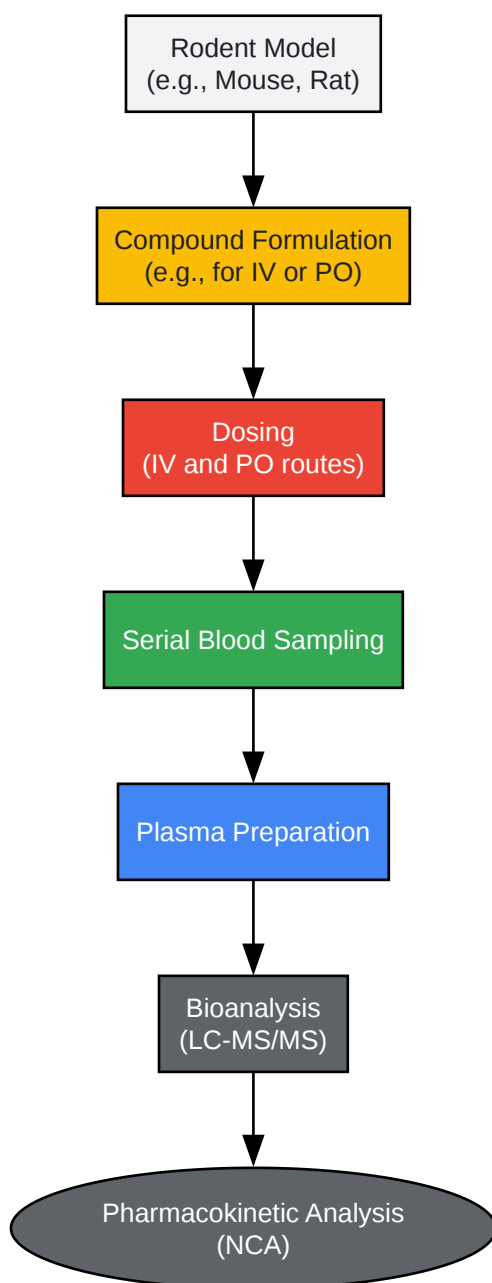 Rodent Model
(e.g., Mouse, Rat)
Compound Formulation
(e.g., for IV or PO)
Dosing
(IV and PO routes)
Serial Blood Sampling
Plasma Preparation
Bioanalysis
(LC-MS/MS)
Pharmacokinetic Analysis
(NCA)